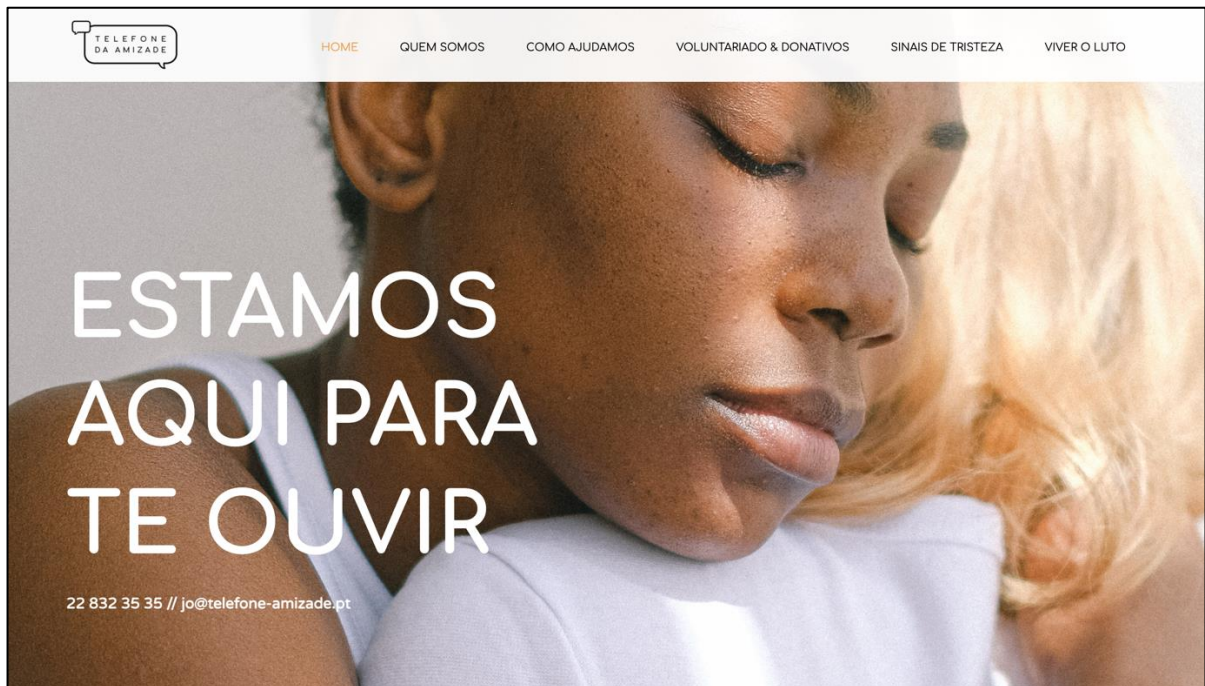 TELEFONE
DA AMIZADE
HOME QUEM SOMOS COMO AJUDAMOS VOLUNTARIADO & DONATIVOS SINAIS DE TRISTEZA VIVER O LUTO
ESTAMOS
AQUI PARA
TE OUVIR
22 832 35 35 // jo@telefone-amizade.pt